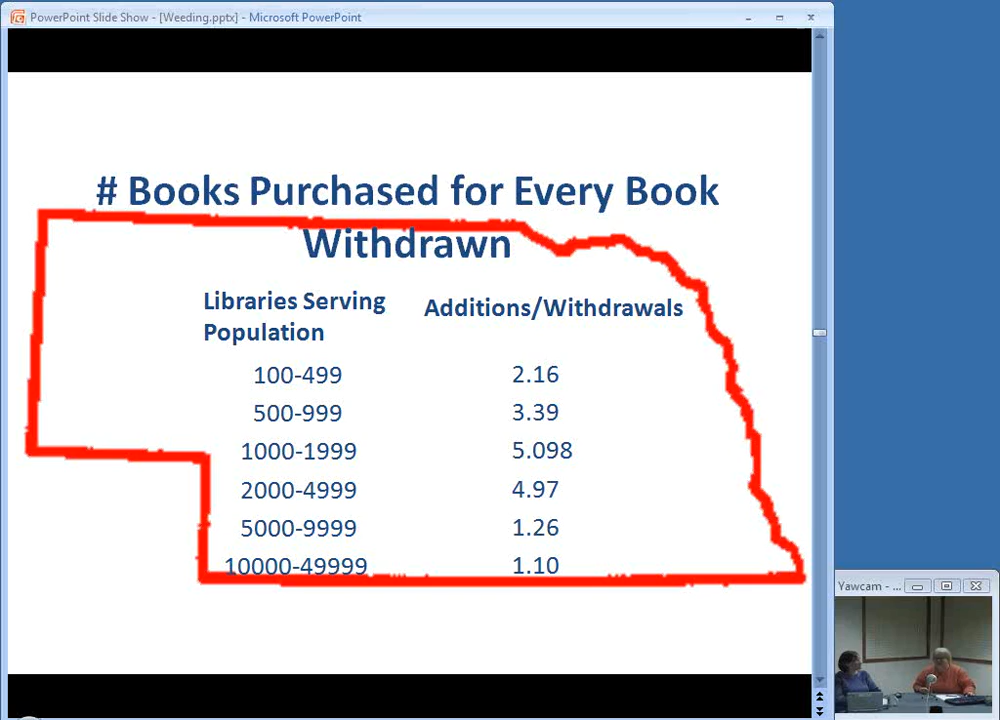 PowerPoint Slide Show - [Weeding.pptx] - Microsoft PowerPoint
# Books Purchased for Every Book
Withdrawn
Libraries Serving
Population
Additions/Withdrawals
100-499 2.16
500-999 3.39
1000-1999 5.098
2000-4999 4.97
5000-9999 1.26
10000-49999 1.10
Yawcam - ...